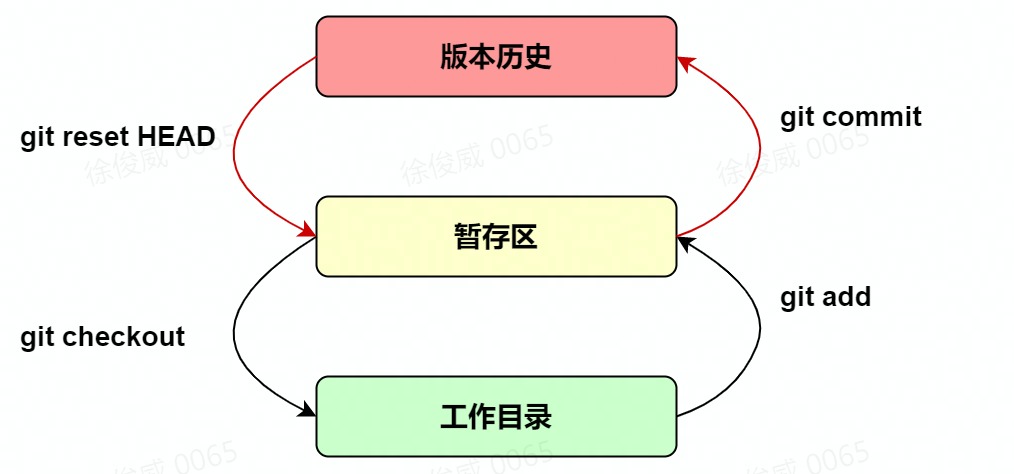 版本历史
git commit
git reset HEAD
徐俊威 0065
徐俊威 0065
徐俊威 0065
暂存区
git add
git checkout
工作目录
徐俊威 0065
徐俊威 0065
徐俊威 0065